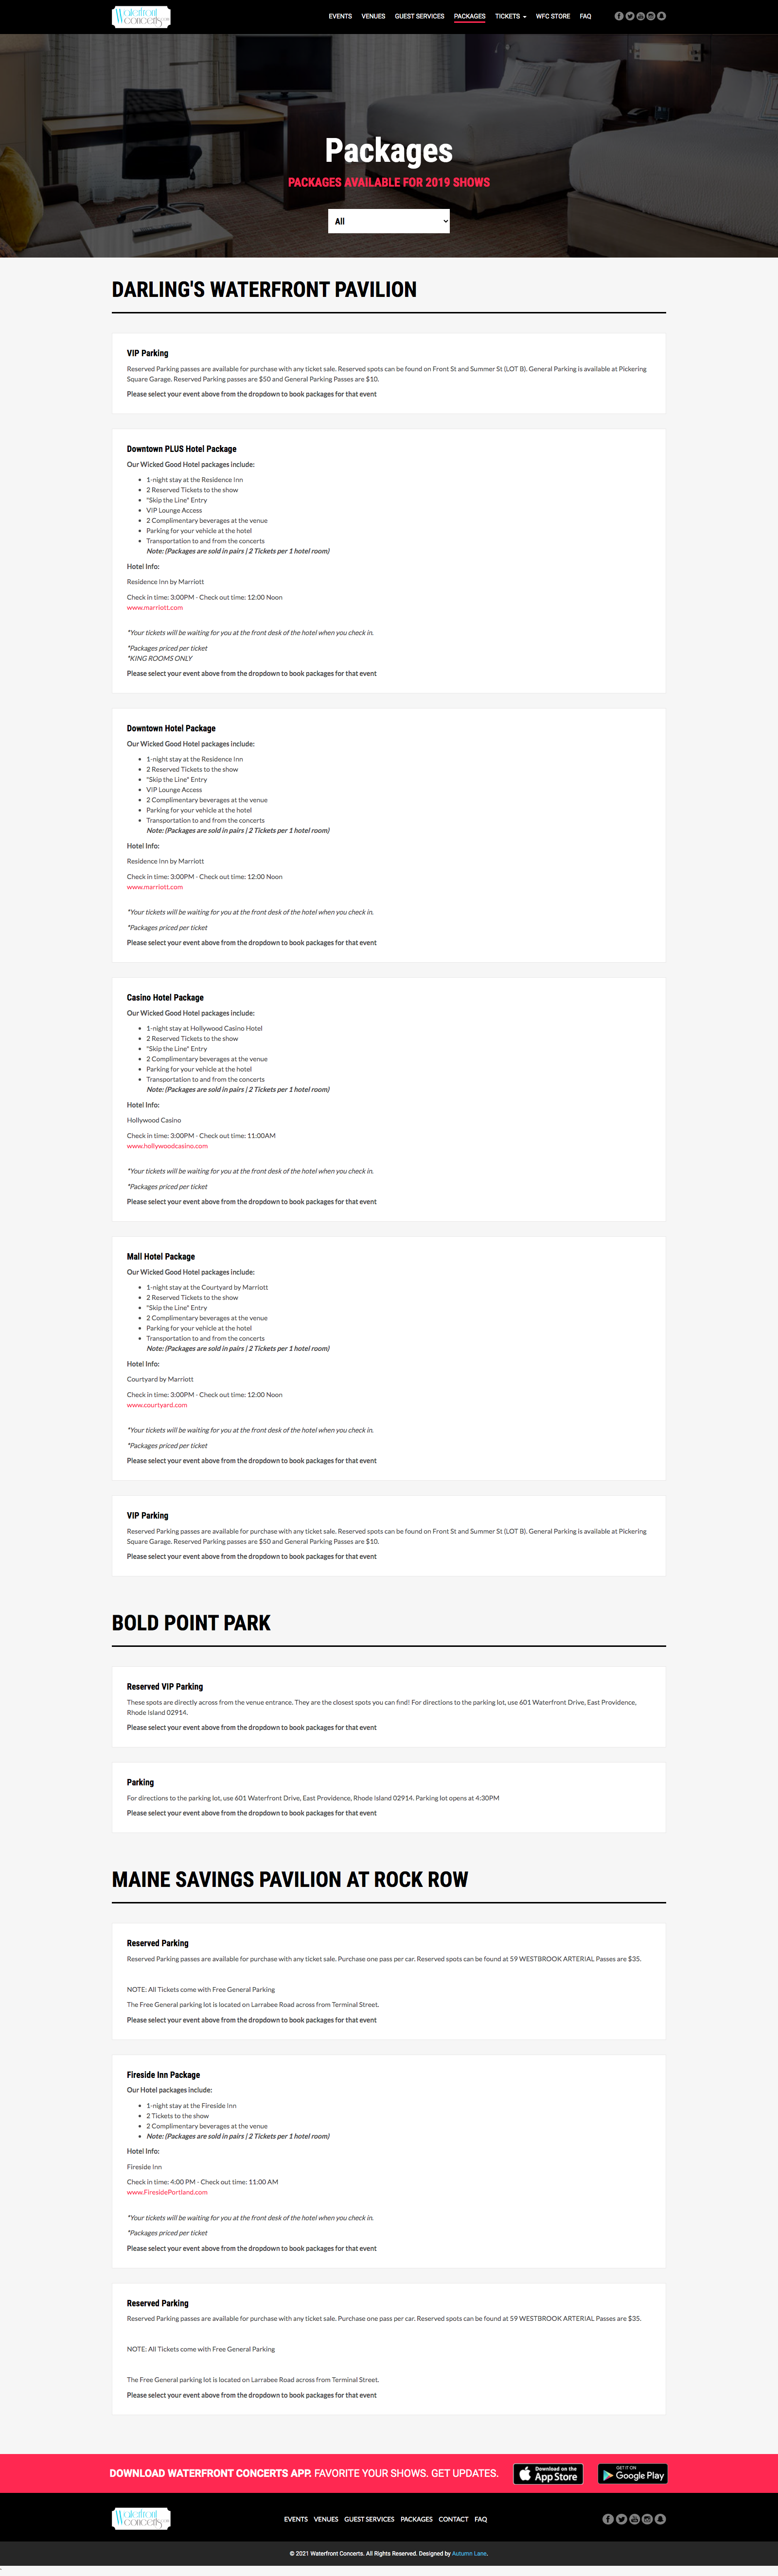 Waterfront
Concerts.com
EVENTS VENUES GUEST SERVICES PACKAGES TICKETS WFC STORE FAQ
Packages
PACKAGES AVAILABLE FOR 2019 SHOWS
All
DARLING'S WATERFRONT PAVILION
VIP Parking
Reserved Parking passes are available for purchase with any ticket sale. Reserved spots can be found on Front St and Summer St (LOT B). General Parking is available at Pickering
Square Garage. Reserved Parking passes are $50 and General Parking Passes are $10.
Please select your event above from the dropdown to book packages for that event
Downtown PLUS Hotel Package
Our Wicked Good Hotel packages include:
• 1-night stay at the Residence Inn
• 2 Reserved Tickets to the show
• "Skip the Line" Entry
• VIP Lounge Access
• 2 Complimentary beverages at the venue
• Parking for your vehicle at the hotel
• Transportation to and from the concerts
Note: (Packages are sold in pairs | 2 Tickets per 1 hotel room)
Hotel Info:
Residence Inn by Marriott
Check in time: 3:00PM - Check out time: 12:00 Noon
www.marriott.com
*Your tickets will be waiting for you at the front desk of the hotel when you check in.
*Packages priced per ticket
*KING ROOMS ONLY
Please select your event above from the dropdown to book packages for that event
Downtown Hotel Package
Our Wicked Good Hotel packages include:
• 1-night stay at the Residence Inn
• 2 Reserved Tickets to the show
• "Skip the Line" Entry
• VIP Lounge Access
• 2 Complimentary beverages at the venue
• Parking for your vehicle at the hotel
• Transportation to and from the concerts
Note: (Packages are sold in pairs | 2 Tickets per 1 hotel room)
Hotel Info:
Residence Inn by Marriott
Check in time: 3:00PM - Check out time: 12:00 Noon
www.marriott.com
*Your tickets will be waiting for you at the front desk of the hotel when you check in.
*Packages priced per ticket
Please select your event above from the dropdown to book packages for that event
Casino Hotel Package
Our Wicked Good Hotel packages include:
• 1-night stay at Hollywood Casino Hotel
• 2 Reserved Tickets to the show
• "Skip the Line" Entry
• 2 Complimentary beverages at the venue
• Parking for your vehicle at the hotel
• Transportation to and from the concerts
Note: (Packages are sold in pairs | 2 Tickets per 1 hotel room)
Hotel Info:
Hollywood Casino
Check in time: 3:00PM - Check out time: 11:00AM
www.hollywoodcasino.com
*Your tickets will be waiting for you at the front desk of the hotel when you check in.
*Packages priced per ticket
Please select your event above from the dropdown to book packages for that event
Mall Hotel Package
Our Wicked Good Hotel packages include:
• 1-night stay at the Courtyard by Marriott
• 2 Reserved Tickets to the show
• "Skip the Line" Entry
• 2 Complimentary beverages at the venue
• Parking for your vehicle at the hotel
• Transportation to and from the concerts
Note: (Packages are sold in pairs | 2 Tickets per 1 hotel room)
Hotel Info:
Courtyard by Marriott
Check in time: 3:00PM - Check out time: 12:00 Noon
www.courtyard.com
*Your tickets will be waiting for you at the front desk of the hotel when you check in.
*Packages priced per ticket
Please select your event above from the dropdown to book packages for that event
VIP Parking
Reserved Parking passes are available for purchase with any ticket sale. Reserved spots can be found on Front St and Summer St (LOT B). General Parking is available at Pickering
Square Garage. Reserved Parking passes are $50 and General Parking Passes are $10.
Please select your event above from the dropdown to book packages for that event
BOLD POINT PARK
Reserved VIP Parking
These spots are directly across from the venue entrance. They are the closest spots you can find! For directions to the parking lot, use 601 Waterfront Drive, East Providence,
Rhode Island 02914.
Please select your event above from the dropdown to book packages for that event
Parking
For directions to the parking lot, use 601 Waterfront Drive, East Providence, Rhode Island 02914. Parking lot opens at 4:30PM
Please select your event above from the dropdown to book packages for that event
MAINE SAVINGS PAVILION AT ROCK ROW
Reserved Parking
Reserved Parking passes are available for purchase with any ticket sale. Purchase one pass per car. Reserved spots can be found at 59 WESTBROOK ARTERIAL Passes are $35.
NOTE: All Tickets come with Free General Parking
The Free General parking lot is located on Larrabee Road across from Terminal Street.
Please select your event above from the dropdown to book packages for that event
Fireside Inn Package
Our Hotel packages include:
• 1-night stay at the Fireside Inn
• 2 Tickets to the show
• 2 Complimentary beverages at the venue
• Note: (Packages are sold in pairs | 2 Tickets per 1 hotel room)
Hotel Info:
Fireside Inn
Check in time: 4:00 PM - Check out time: 11:00 AM
www.FiresidePortland.com
*Your tickets will be waiting for you at the front desk of the hotel when you check in.
*Packages priced per ticket
Please select your event above from the dropdown to book packages for that event
Reserved Parking
Reserved Parking passes are available for purchase with any ticket sale. Purchase one pass per car. Reserved spots can be found at 59 WESTBROOK ARTERIAL Passes are $35.
NOTE: All Tickets come with Free General Parking
The Free General parking lot is located on Larrabee Road across from Terminal Street.
Please select your event above from the dropdown to book packages for that event
DOWNLOAD WATERFRONT CONCERTS APP. FAVORITE YOUR SHOWS. GET UPDATES.
Download on the
App Store
GET IT ON
Google Play
Waterfront
Concerts.com
EVENTS VENUES GUEST SERVICES PACKAGES CONTACT FAQ
© 2021 Waterfront Concerts. All Rights Reserved. Designed by Autumn Lane.